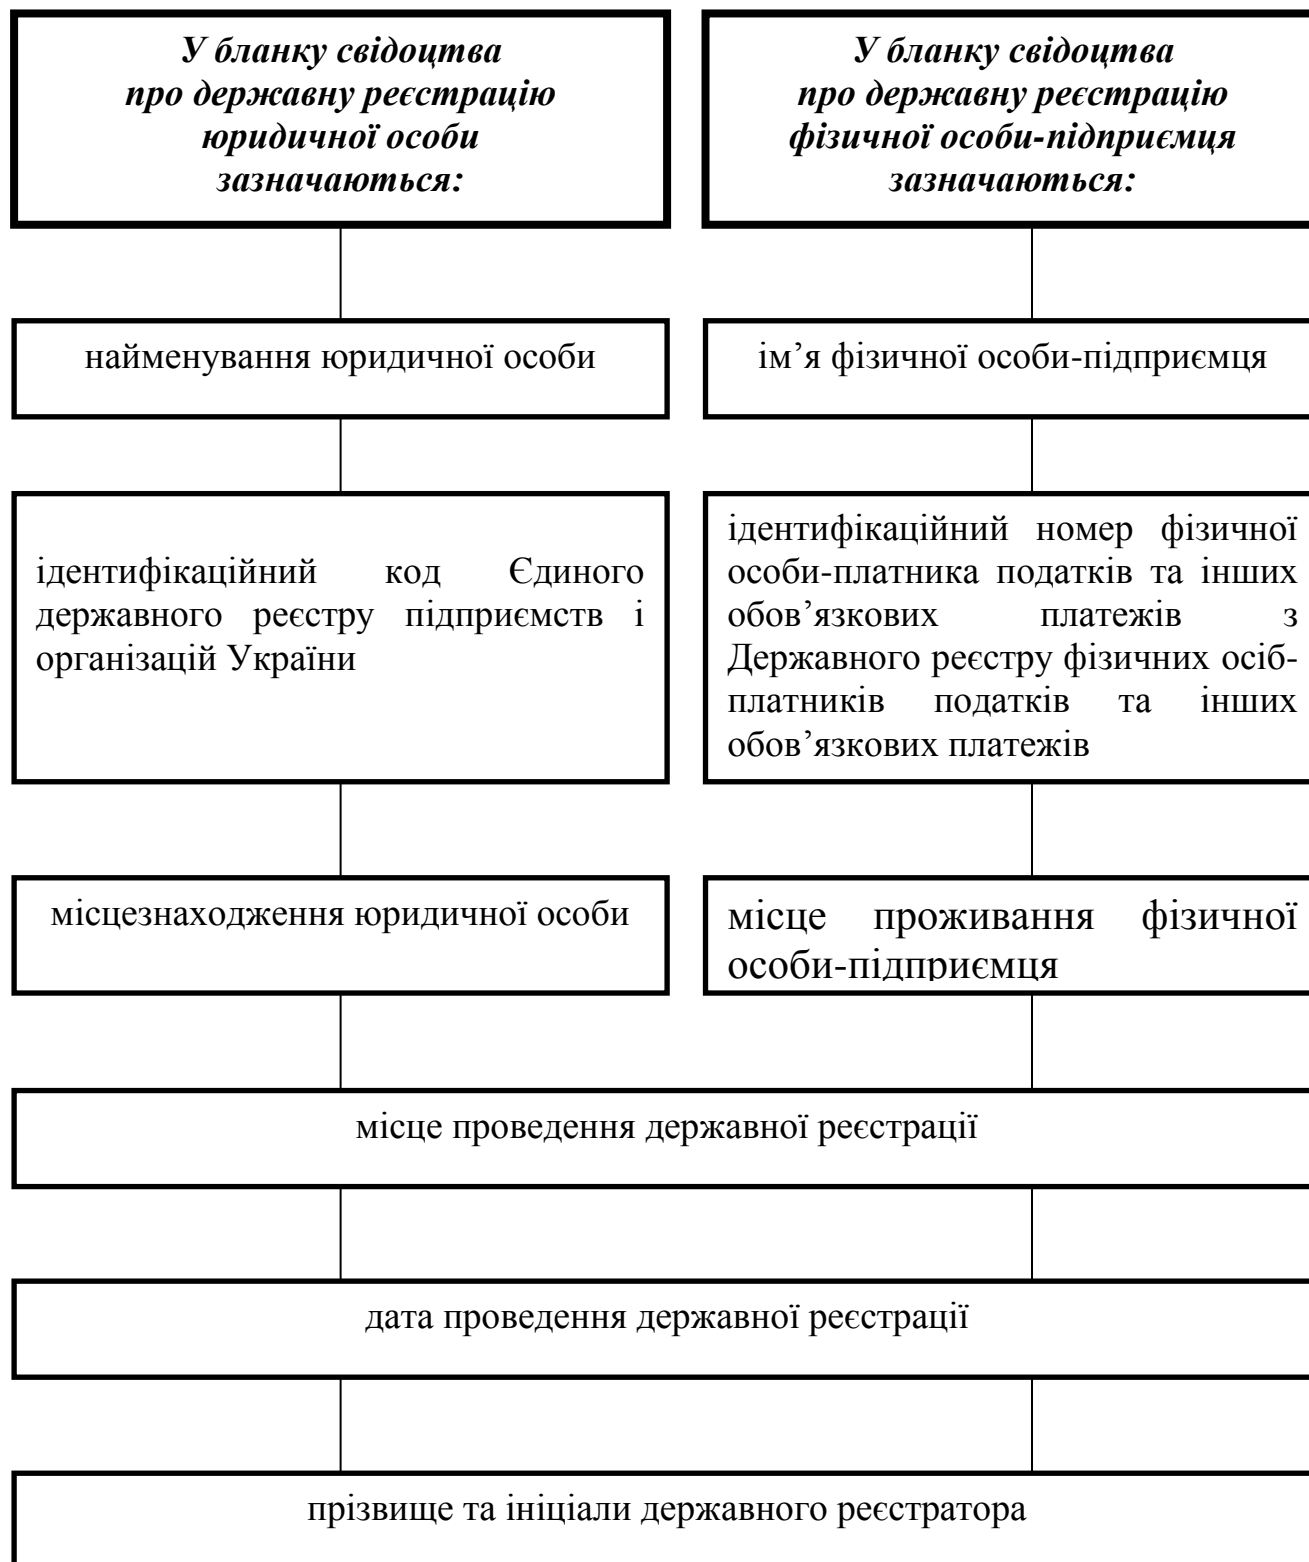 У бланку свідоцтва
про державну реєстрацію
юридичної особи
зазначаються:
У бланку свідоцтва
про державну реєстрацію
фізичної особи-підприємця
зазначаються:
найменування юридичної особи
ім’я фізичної особи-підприємця
ідентифікаційний код Єдиного
державного реєстру підприємств і
організацій України
ідентифікаційний номер фізичної
особи-платника податків та інших
обов’язкових платежів з
Державного реєстру фізичних осіб-
платників податків та інших
обов’язкових платежів
місцезнаходження юридичної особи
місце проживання фізичної
особи-підприємця
місце проведення державної реєстрації
дата проведення державної реєстрації
прізвище та ініціали державного реєстратора